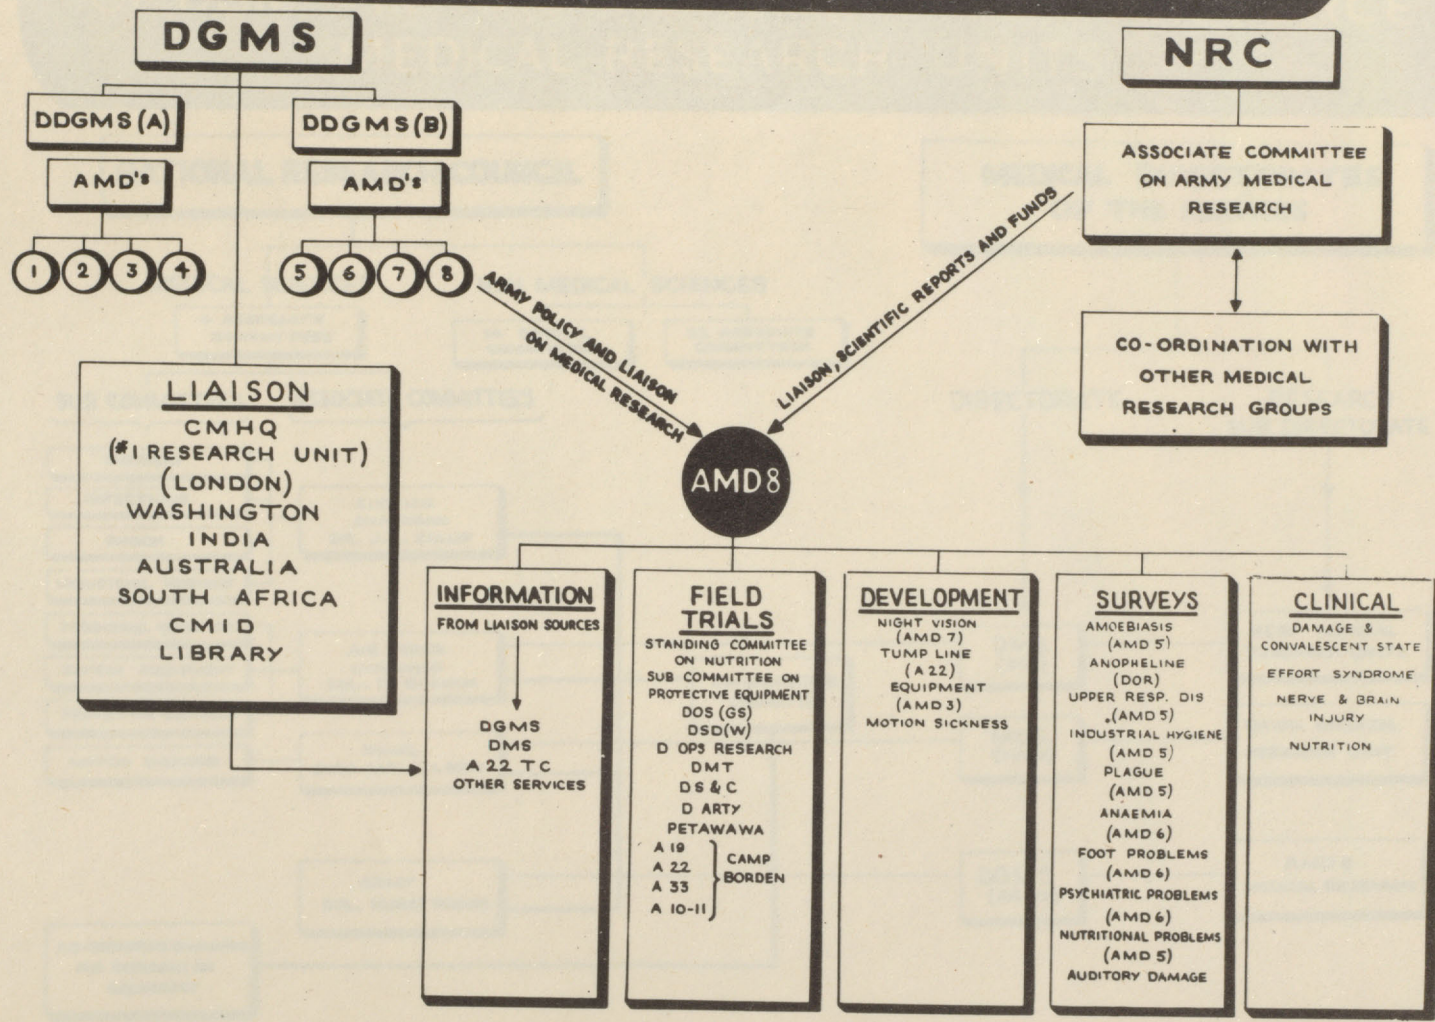 DGMS
DDGMS (A)
DDGMS (B)
AMD's
AMD's
1 2 3 4
5 6 7 8
NRC
ASSOCIATE COMMITTEE
ON ARMY MEDICAL
RESEARCH
CO-ORDINATION WITH
OTHER MEDICAL
RESEARCH GROUPS
ARMY POLICY AND LIAISON
ON MEDICAL RESEARCH
LIAISON, SCIENTIFIC REPORTS AND FUNDS
AMD8
LIAISON
CMHQ
(#1 RESEARCH UNIT)
(LONDON)
WASHINGTON
INDIA
AUSTRALIA
SOUTH AFRICA
CMID
LIBRARY
INFORMATION
FROM LIAISON SOURCES
DGMS
DMS
A 22 TC
OTHER SERVICES
FIELD
TRIALS
STANDING COMMITTEE
ON NUTRITION
SUB COMMITTEE ON
PROTECTIVE EQUIPMENT
DOS (GS)
DSD(W)
D OPS RESEARCH
DMT
DS & C
D ARTY
PETAWAWA
A 19
A 22
A 33
A 10-11
CAMP
BORDEN
DEVELOPMENT
NIGHT VISION
(AMD 7)
TUMP LINE
(A 22)
EQUIPMENT
(AMD 3)
MOTION SICKNESS
SURVEYS
AMOEBIASIS
(AMD 5)
ANOPHELINE
(DOR)
UPPER RESP. DIS
(AMD 5)
INDUSTRIAL HYGIENE
(AMD 5)
PLAGUE
(AMD 5)
ANAEMIA
(AMD 6)
FOOT PROBLEMS
(AMD 6)
PSYCHIATRIC PROBLEMS
(AMD 6)
NUTRITIONAL PROBLEMS
(AMD 5)
AUDITORY DAMAGE
CLINICAL
DAMAGE &
CONVALESCENT STATE
EFFORT SYNDROME
NERVE & BRAIN
INJURY
NUTRITION